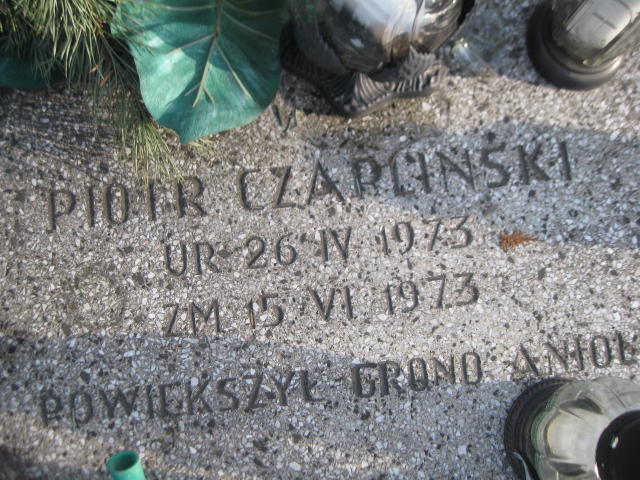 PIOTR CZAPLIŃSKI
UR 26 IV 1973
ZM 15 VI 1973
POWIĘKSZYŁ GRONO ANIOŁ